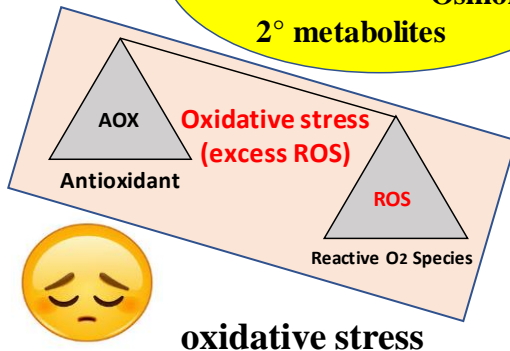 2° metabolites
AOX
Oxidative stress
(excess ROS)
Antioxidant
ROS
Reactive O2 Species
oxidative stress